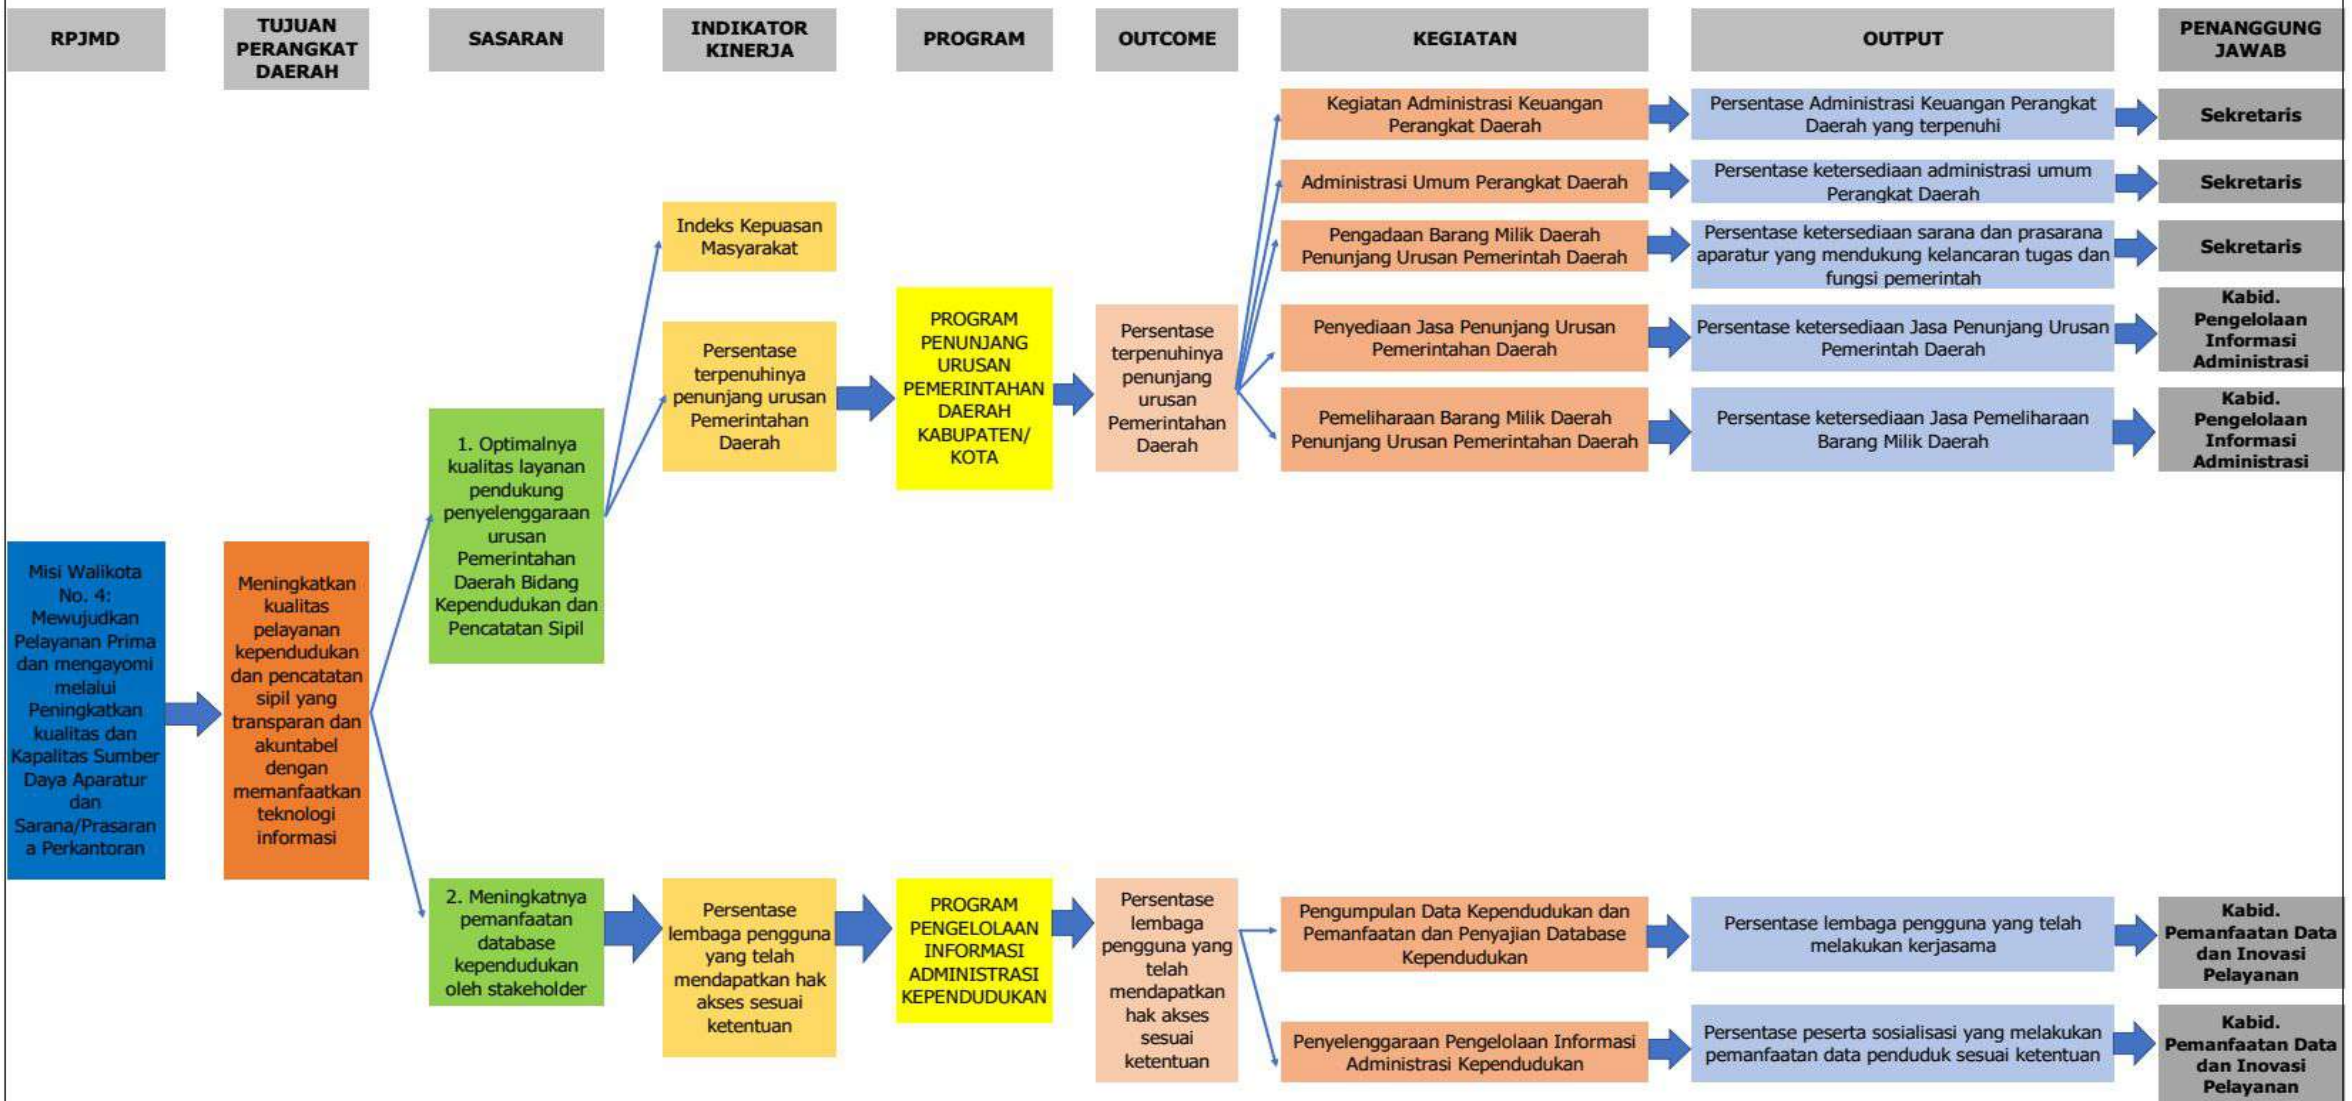 RPJMD
TUJUAN
PERANGKAT
DAERAH
SASARAN
INDIKATOR
KINERJA
PROGRAM
OUTCOME
KEGIATAN
OUTPUT
PENANGGUNG
JAWAB
Misi Walikota
No. 4:
Mewujudkan
Pelayanan Prima
dan mengayomi
melalui
Peningkatkan
kualitas dan
Kapalitas Sumber
Daya Aparatur
dan
Sarana/Prasaran
a Perkantoran
Meningkatkan
kualitas
pelayanan
kependudukan
dan pencatatan
sipil yang
transparan dan
akuntabel
dengan
memanfaatkan
teknologi
informasi
1. Optimalnya
kualitas layanan
pendukung
penyelenggaraan
urusan
Pemerintahan
Daerah Bidang
Kependudukan dan
Pencatatan Sipil
Indeks Kepuasan
Masyarakat
Persentase
terpenuhinya
penunjang urusan
Pemerintahan
Daerah
PROGRAM
PENUNJANG
URUSAN
PEMERINTAHAN
DAERAH
KABUPATEN/
KOTA
Persentase
terpenuhinya
penunjang
urusan
Pemerintahan
Daerah
Kegiatan Administrasi Keuangan
Perangkat Daerah
Persentase Administrasi Keuangan Perangkat
Daerah yang terpenuhi
Sekretaris
Administrasi Umum Perangkat Daerah
Persentase ketersediaan administrasi umum
Perangkat Daerah
Sekretaris
Pengadaan Barang Milik Daerah
Penunjang Urusan Pemerintah Daerah
Persentase ketersediaan sarana dan prasarana
aparatur yang mendukung kelancaran tugas dan
fungsi pemerintah
Sekretaris
Penyediaan Jasa Penunjang Urusan
Pemerintahan Daerah
Persentase ketersediaan Jasa Penunjang Urusan
Pemerintah Daerah
Kabid.
Pengelolaan
Informasi
Administrasi
Pemeliharaan Barang Milik Daerah
Penunjang Urusan Pemerintahan Daerah
Persentase ketersediaan Jasa Pemeliharaan
Barang Milik Daerah
Kabid.
Pengelolaan
Informasi
Administrasi
2. Meningkatnya
pemanfaatan
database
kependudukan
oleh stakeholder
Persentase
lembaga pengguna
yang telah
mendapatkan hak
akses sesuai
ketentuan
PROGRAM
PENGELOLAAN
INFORMASI
ADMINISTRASI
KEPENDUDUKAN
Persentase
lembaga
pengguna yang
telah
mendapatkan
hak akses
sesuai
ketentuan
Pengumpulan Data Kependudukan dan
Pemanfaatan dan Penyajian Database
Kependudukan
Persentase lembaga pengguna yang telah
melakukan kerjasama
Kabid.
Pemanfaatan Data
dan Inovasi
Pelayanan
Penyelenggaraan Pengelolaan Informasi
Administrasi Kependudukan
Persentase peserta sosialisasi yang melakukan
pemanfaatan data penduduk sesuai ketentuan
Kabid.
Pemanfaatan Data
dan Inovasi
Pelayanan